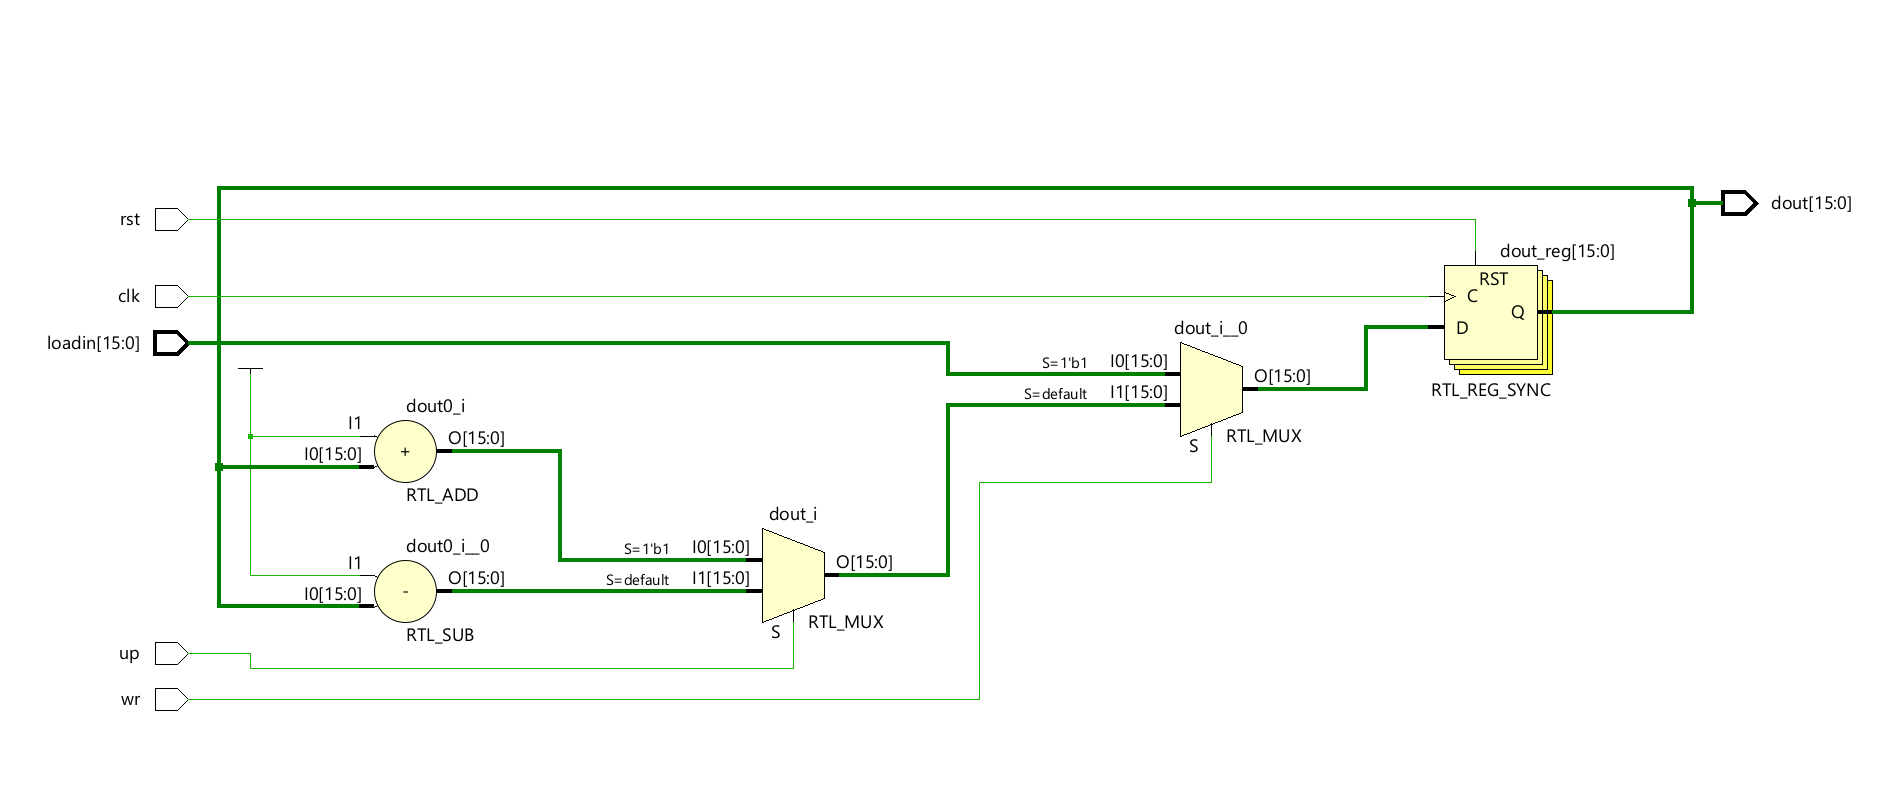 rst
dout[15:0]
dout_reg[15:0]
RST
clk
C
Q
D
loadin[15:0]
dout_i__0
S=1'b1 I0[15:0]
O[15:0]
S=default I1[15:0]
RTL_REG_SYNC
S
RTL_MUX
dout0_i
I1
O[15:0]
I0[15:0]
+
RTL_ADD
dout_i
dout0_i__0
S=1'b1 I0[15:0]
I1
O[15:0]
O[15:0]
S=default I1[15:0]
I0[15:0]
-
RTL_SUB
S
RTL_MUX
up
wr